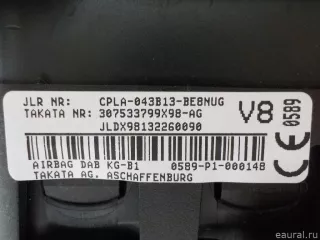 JLR NR: CPLA-043B13-BE8NUG
TAKATA NR: 307533799X98-AG
V8
JLDX98132260090
0589
CE
AIRBAG DAB KG-B1 0589-P1-000148
TAKATA AG. ASCHAFFENBURG
© eaural.ru